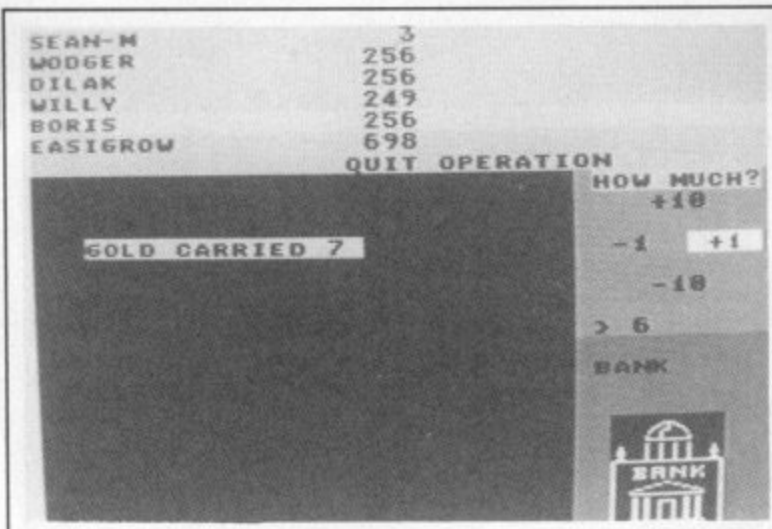 SEAN-M 3
WODGER 256
DILAK 256
WILLY 249
BORIS 256
EASIGROW 698
QUIT OPERATION
HOW MUCH?
+10
GOLD CARRIED 7
-1 +1
-10
> 6
BANK
BANK